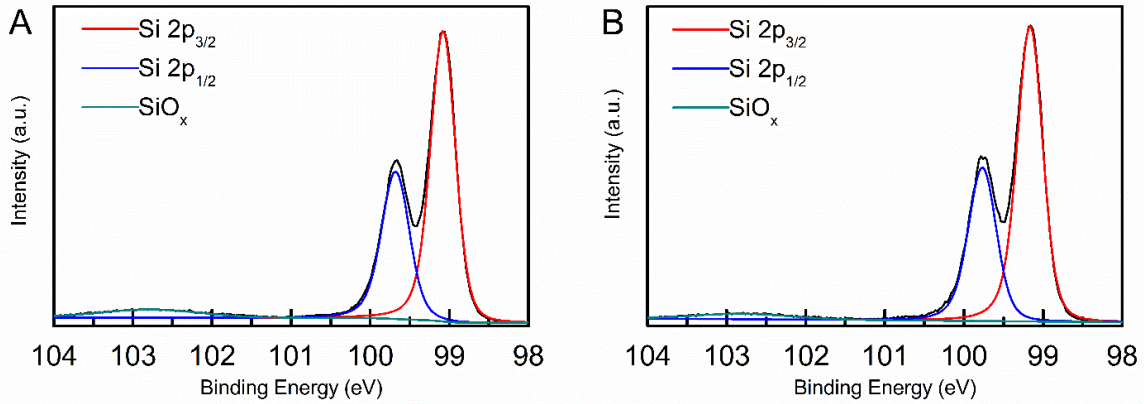 A
Si 2p3/2
Si 2p1/2
SiOx
Intensity (a.u.)
104 103 102 101 100 99 98
Binding Energy (eV)
B
Si 2p3/2
Si 2p1/2
SiOx
Intensity (a.u.)
104 103 102 101 100 99 98
Binding Energy (eV)